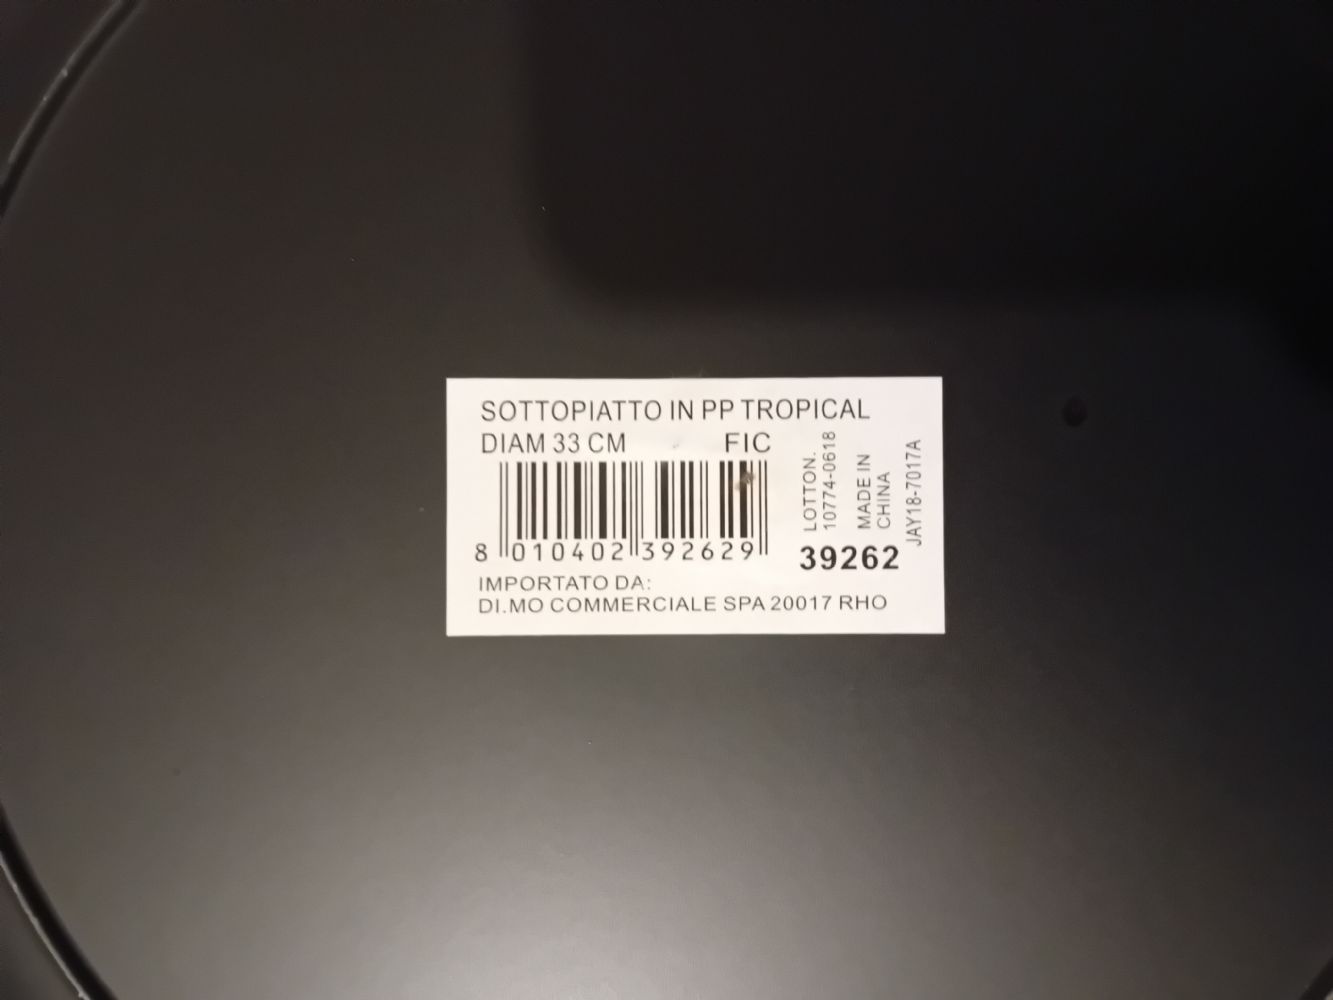 SOTTOPIATTO IN PP TROPICAL
DIAM 33 CM FIC
8 010402 392629
LOTTON.
10774-0618
MADE IN
CHINA
JAY18-7017A
39262
IMPORTATO DA:
DI.MO COMMERCIALE SPA 20017 RHO